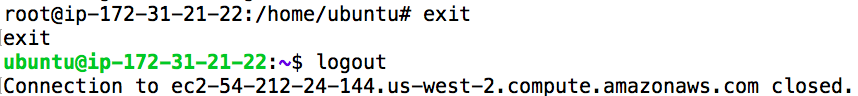 root@ip-172-31-21-22:/home/ubuntu# exit
exit
ubuntu@ip-172-31-21-22:~$ logout
Connection to ec2-54-212-24-144.us-west-2.compute.amazonaws.com closed.